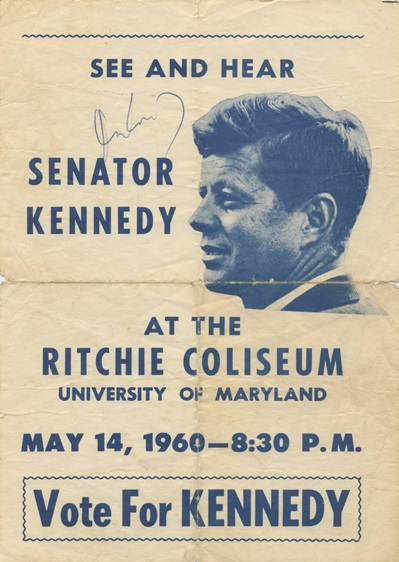 SEE AND HEAR
SENATOR
KENNEDY
AT THE
RITCHIE COLISEUM
UNIVERSITY OF MARYLAND
MAY 14, 1960—8:30 P.M.
Vote For KENNEDY